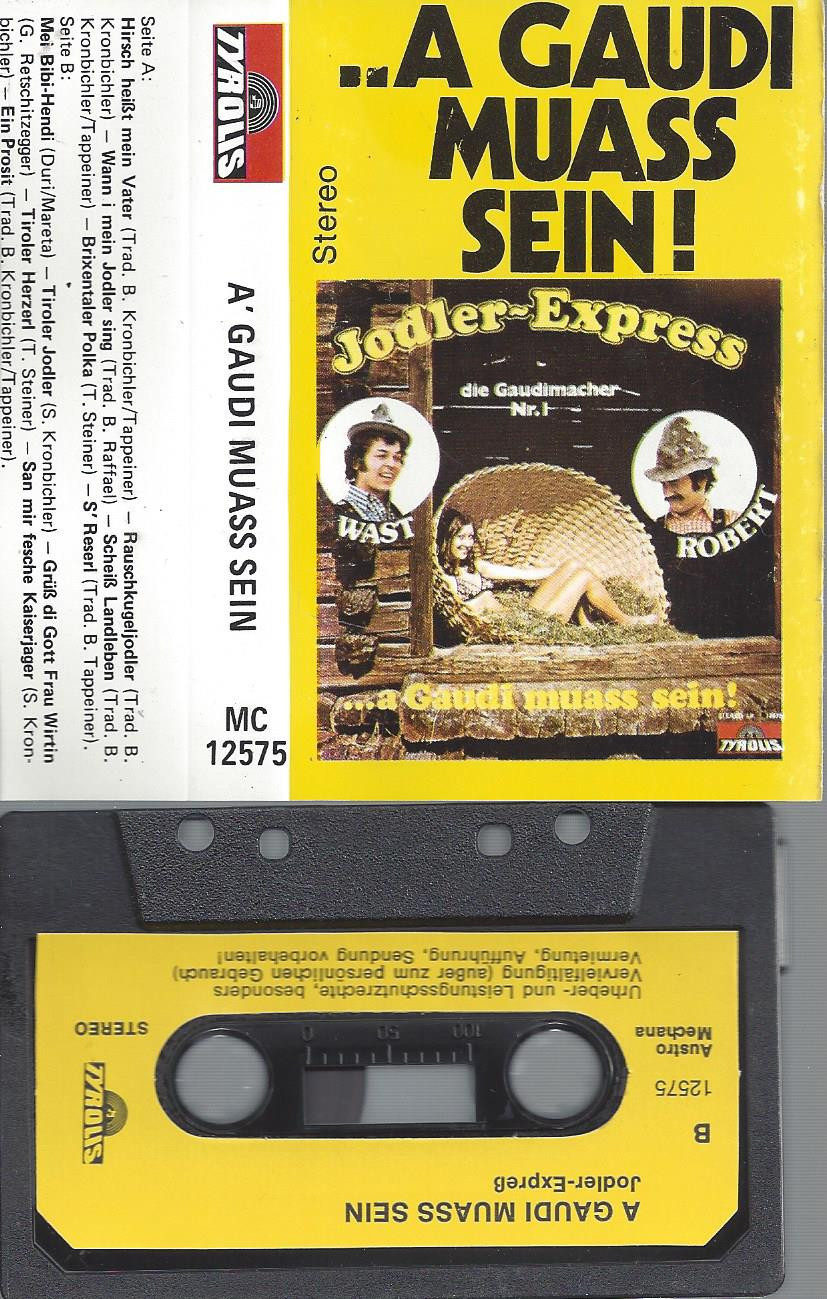 ..A GAUDI
MUASS
SEIN!
Stereo
Jodler-Express
die Gaudimacher
Nr. 1
WAST
ROBERT
...a Gaudi muass sein!
TYROLIS
TYROLIS
A' GAUDI MUASS SEIN
MC
12575
Seite A:
Hirsch heißt mein Vater (Trad. B. Kronbichler/Tappeiner) — Rauschkugeljodler (Trad. B.
Kronbichler) — Wann i mein Jodler sing (Trad. B. Raffael) — Scheiß Landleben (Trad. B.
Kronbichler/Tappeiner) — Brixentaler Polka (T. Steiner) — S' Reserl (Trad. B. Tappeiner).
Seite B:
Mei Bibi-Hendi (Duri/Mareta) — Tiroler Jodler (S. Kronbichler) — Grüß di Gott Frau Wirtin
(G. Retschitzegger) — Tiroler Herzerl (T. Steiner) — San mir fesche Kaiserjager (S. Kron-
bichler) — Ein Prosit (Trad. B. Kronbichler/Tappeiner).
A GAUDI MUASS SEIN
Jodler-Expreß
B
12575
Austro
Mechana
TYROLIS
STEREO
100 50 0
Urheber- und Leistungsschutzrechte, besonders
Vervielfältigung (außer zum persönlichen Gebrauch)
Vermietung, Aufführung, Sendung vorbehalten!